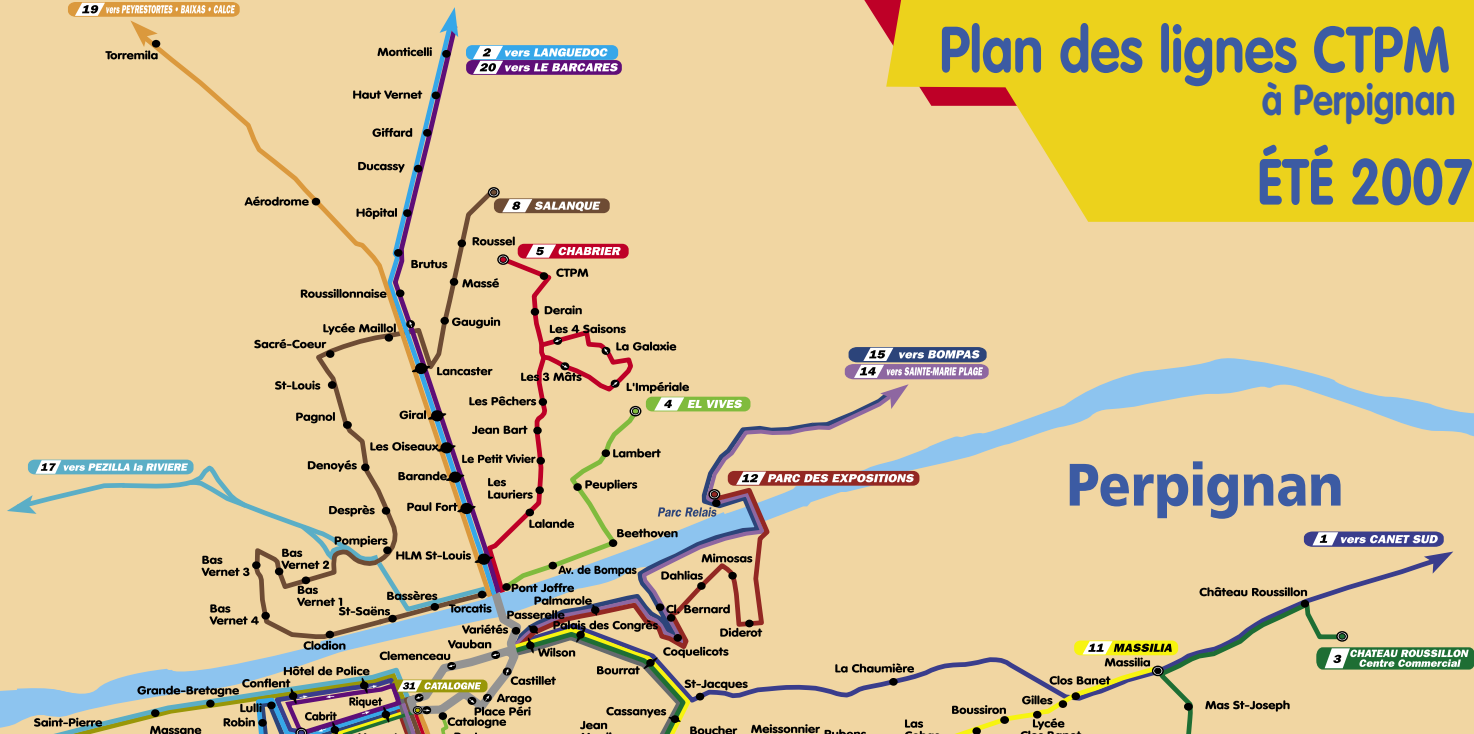 19 vers PEYRESTORTES • BAIXAS • CALCE
Torremila
Monticelli
2 vers LANGUEDOC
20 vers LE BARCARES
Plan des lignes CTPM
à Perpignan
ÉTÉ 2007
Haut Vernet
Giffard
Ducassy
Aérodrome
Hôpital
8 SALANQUE
Roussel
5 CHABRIER
Brutus
CTPM
Massé
Roussillonnaise
Derain
Lycée Maillol
Gauguin
Les 4 Saisons
Sacré-Coeur
La Galaxie
15 vers BOMPAS
14 vers SAINTE-MARIE PLAGE
Lancaster
Les 3 Mâts
St-Louis
L'Impériale
Les Pêchers
4 EL VIVES
Pagnol
Giral
Jean Bart
Les Oiseaux
Lambert
Le Petit Vivier
17 vers PEZILLA la RIVIERE
Denoyés
Barande
12 PARC DES EXPOSITIONS
Peupliers
Les
Lauriers
Perpignan
Paul Fort
Desprès
Parc Relais
Lalande
Beethoven
1 vers CANET SUD
Pompiers
HLM St-Louis
Bas
Vernet 3
Bas
Vernet 2
Av. de Bompas
Mimosas
Dahlias
Bas
Vernet 1
Bassères
Pont Joffre
Château Roussillon
Palmarole
St-Saëns
Torcatis
Cl Bernard
Bas
Vernet 4
Passerelle
Variétés
Palais des Congrès
Diderot
Clodion
Vauban
Wilson
Coquelicots
11 MASSILIA
3 CHATEAU ROUSSILLON
Centre Commercial
Clemenceau
Massilia
Hôtel de Police
Bourrat
La Chaumière
Castillet
Conflent
31 CATALOGNE
St-Jacques
Clos Banet
Grande-Bretagne
Arago
Riquet
Gilles
Lulli
Place Péri
Cassanyes
Boussiron
Mas St-Joseph
Cabrit
Saint-Pierre
Robin
Catalogne
Jean
Las
Lycée
Massane
Boucher
Meissonnier